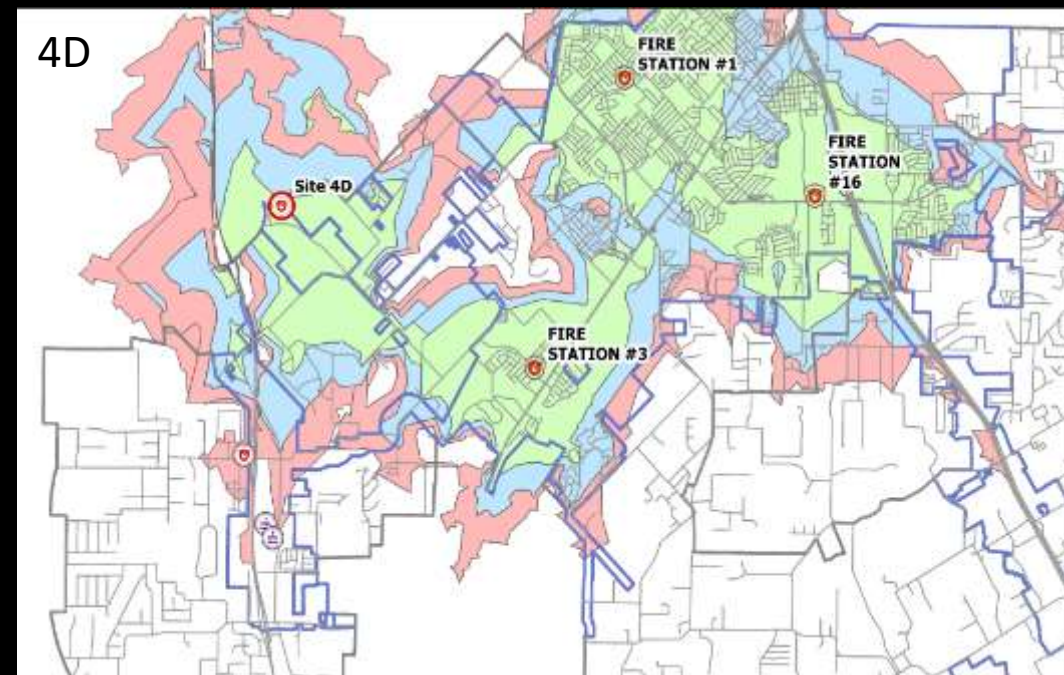 4D
FIRE
STATION #1
FIRE
STATION
#16
Site 4D
FIRE
STATION #3